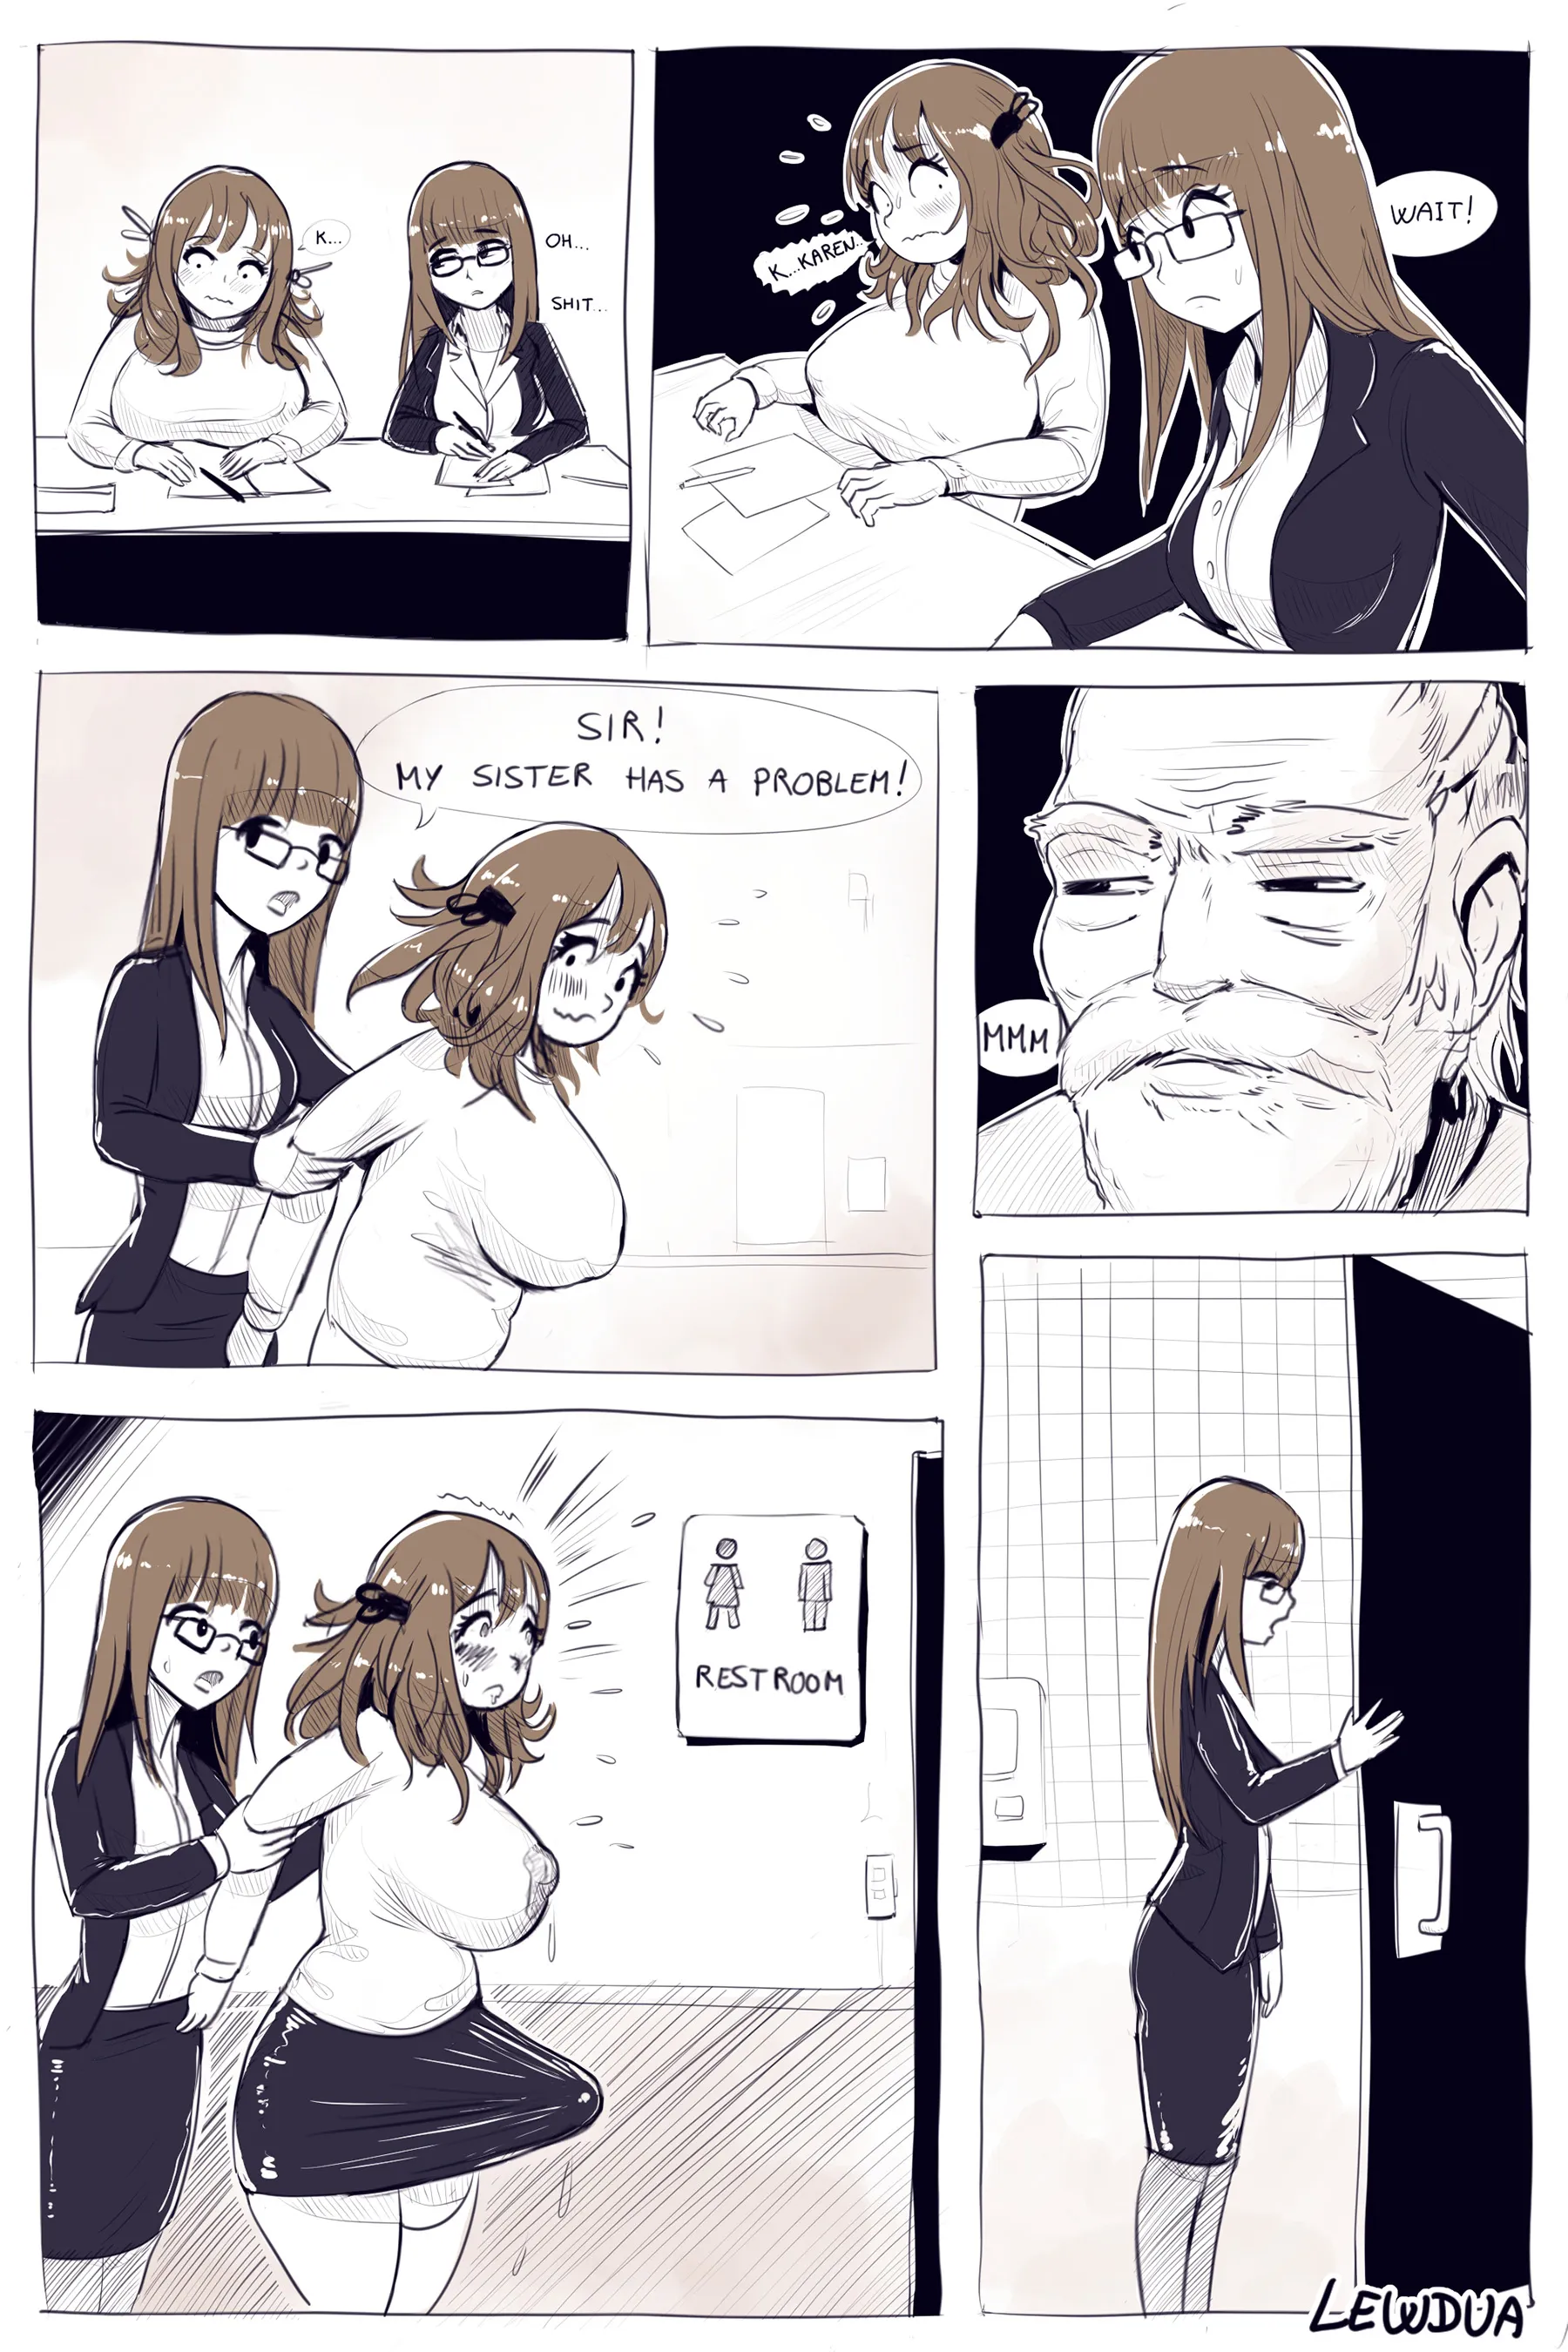 K...
OH...
SHIT...
K...KAREN..
WAIT!
SIR!
MY SISTER HAS A PROBLEM!
MMM
RESTROOM
LEWDUA